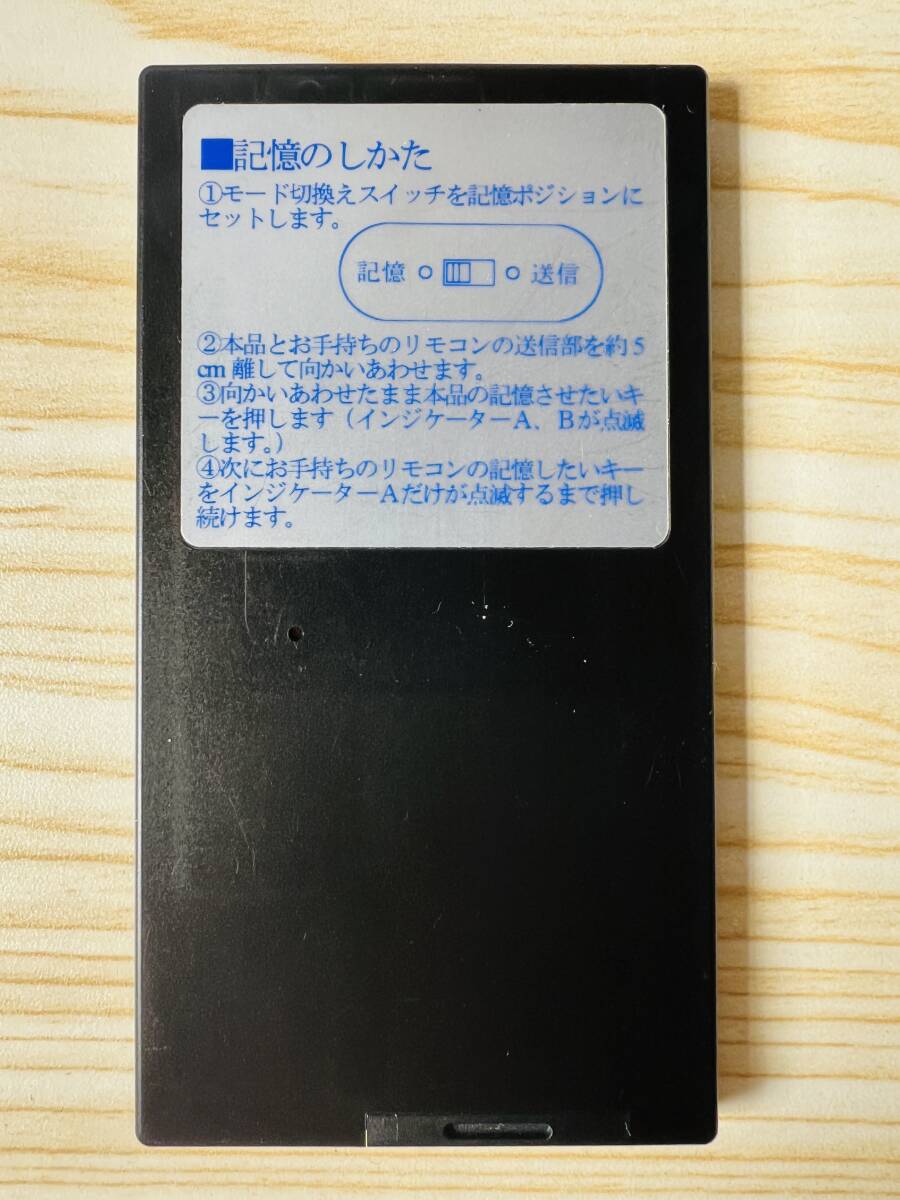 ■記憶のしかた
①モード切換えスイッチを記憶ポジションに
セットします。
記憶 ○ ○ 送信
②本品とお手持ちのリモコンの送信部を約5
cm離して向かいあわせます。
③向かいあわせたまま本品の記憶させたいキ
ーを押します(インジケーターA、Bが点滅
します。)
④次にお手持ちのリモコンの記憶したいキー
をインジケーターAだけが点滅するまで押し
続けます。